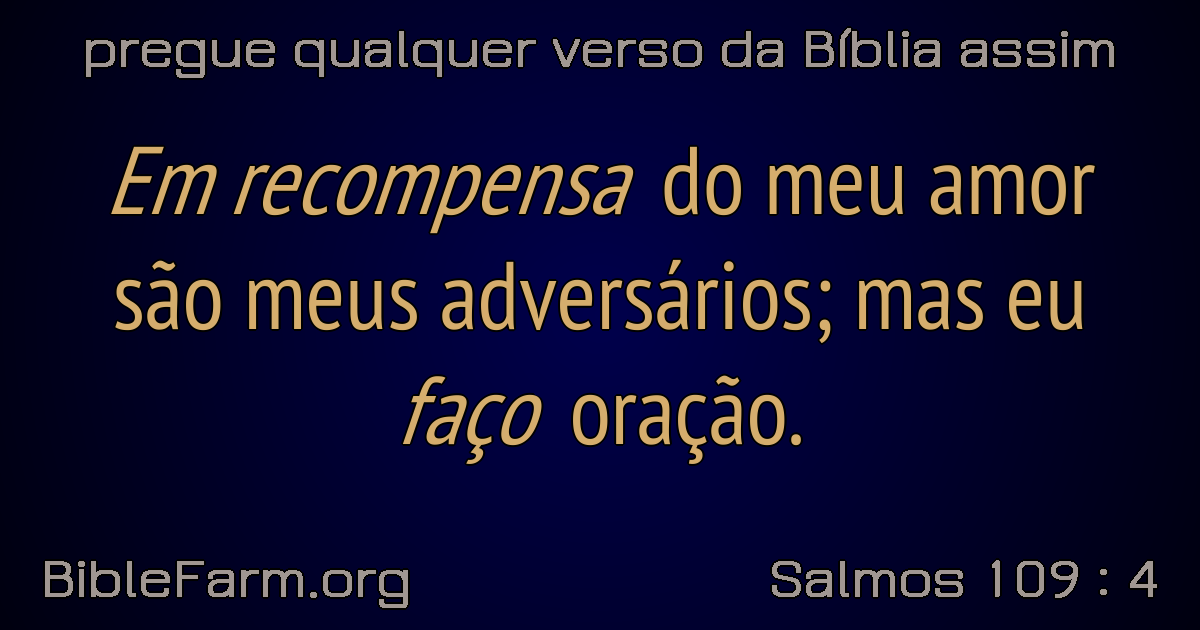 pregue qualquer verso da Bíblia assim
Em recompensa do meu amor
são meus adversários; mas eu
faço oração.
BibleFarm.org
Salmos 109 : 4